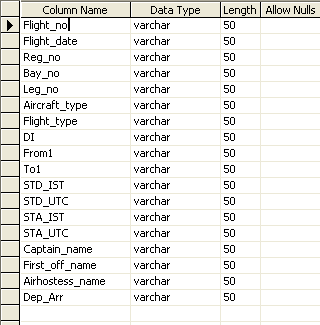 Column Name Data Type Length Allow Nulls
Flight_no varchar 50
Flight_date varchar 50
Reg_no varchar 50
Bay_no varchar 50
Leg_no varchar 50
Aircraft_type varchar 50
Flight_type varchar 50
DI varchar 50
From1 varchar 50
To1 varchar 50
STD_IST varchar 50
STD_UTC varchar 50
STA_IST varchar 50
STA_UTC varchar 50
Captain_name varchar 50
First_off_name varchar 50
Airhostess_name varchar 50
Dep_Arr varchar 50